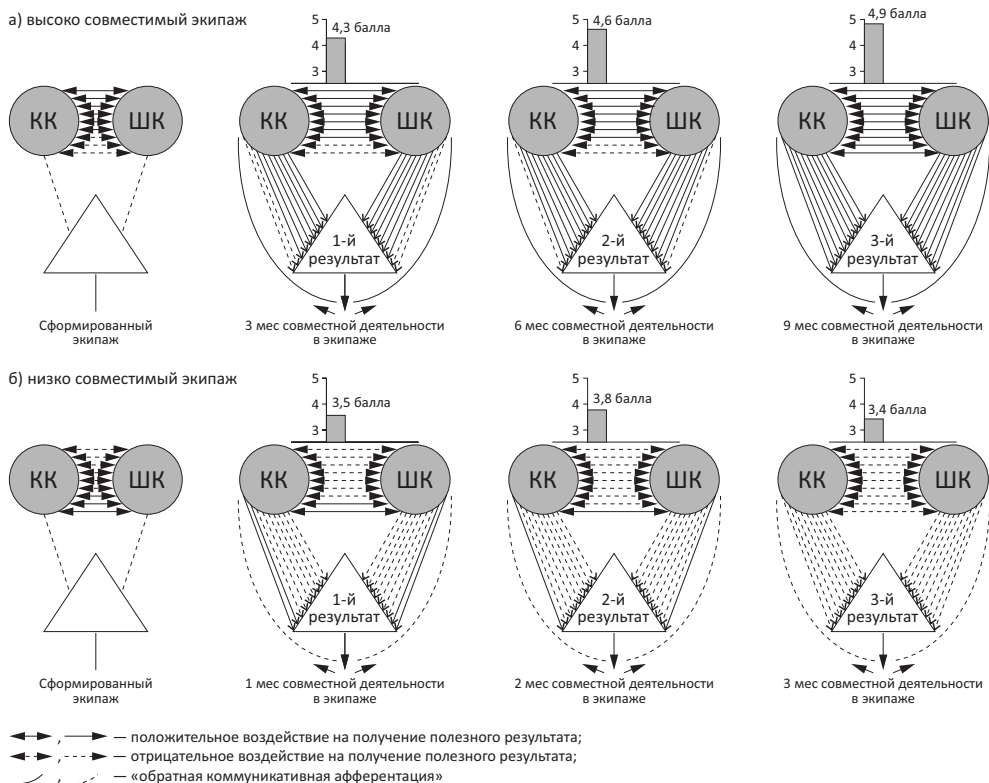 а) высоко совместимый экипаж
5
4
3
4,3 балла
5
4
3
4,6 балла
5
4
3
4,9 балла
КК ШК
КК ШК
КК ШК
КК ШК
1-й
результат
2-й
результат
3-й
результат
Сформированный
экипаж
3 мес совместной деятельности
в экипаже
6 мес совместной деятельности
в экипаже
9 мес совместной деятельности
в экипаже
б) низко совместимый экипаж
5
4
3
3,5 балла
5
4
3
3,8 балла
5
4
3
3,4 балла
КК ШК
КК ШК
КК ШК
КК ШК
1-й
результат
2-й
результат
3-й
результат
Сформированный
экипаж
1 мес совместной деятельности
в экипаже
2 мес совместной деятельности
в экипаже
3 мес совместной деятельности
в экипаже
, — положительное воздействие на получение полезного результата;
, — отрицательное воздействие на получение полезного результата;
, — «обратная коммуникативная афферентация»